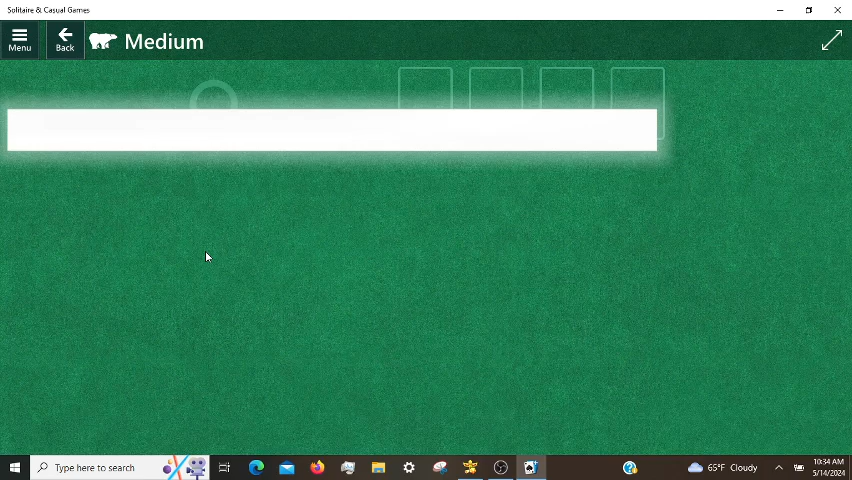 Solitaire & Casual Games
Menu
Back
Medium
Type here to search
65°F Cloudy
10:34 AM
5/14/2024